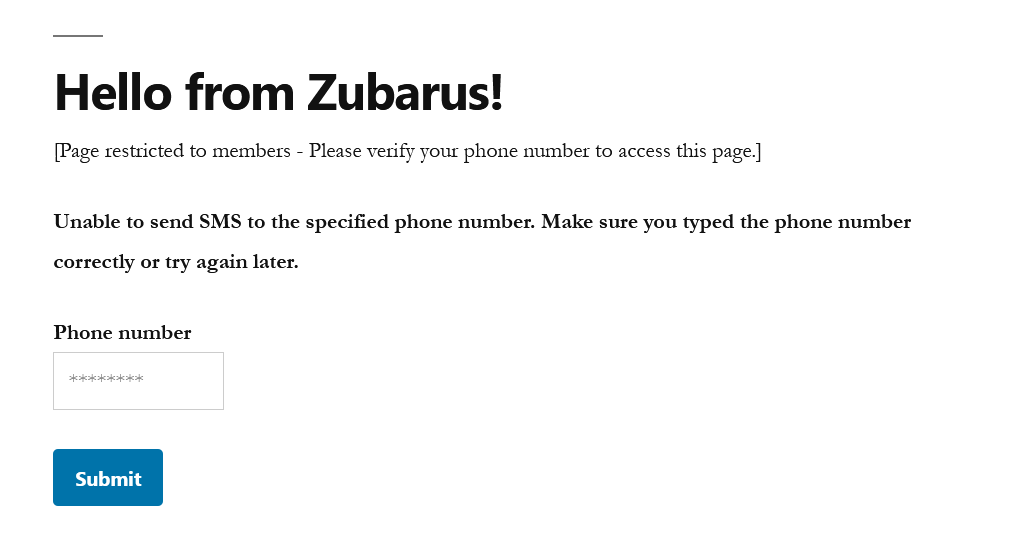 Hello from Zubarus!
[Page restricted to members - Please verify your phone number to access this page.]
Unable to send SMS to the specified phone number. Make sure you typed the phone number
correctly or try again later.
Phone number
********
Submit